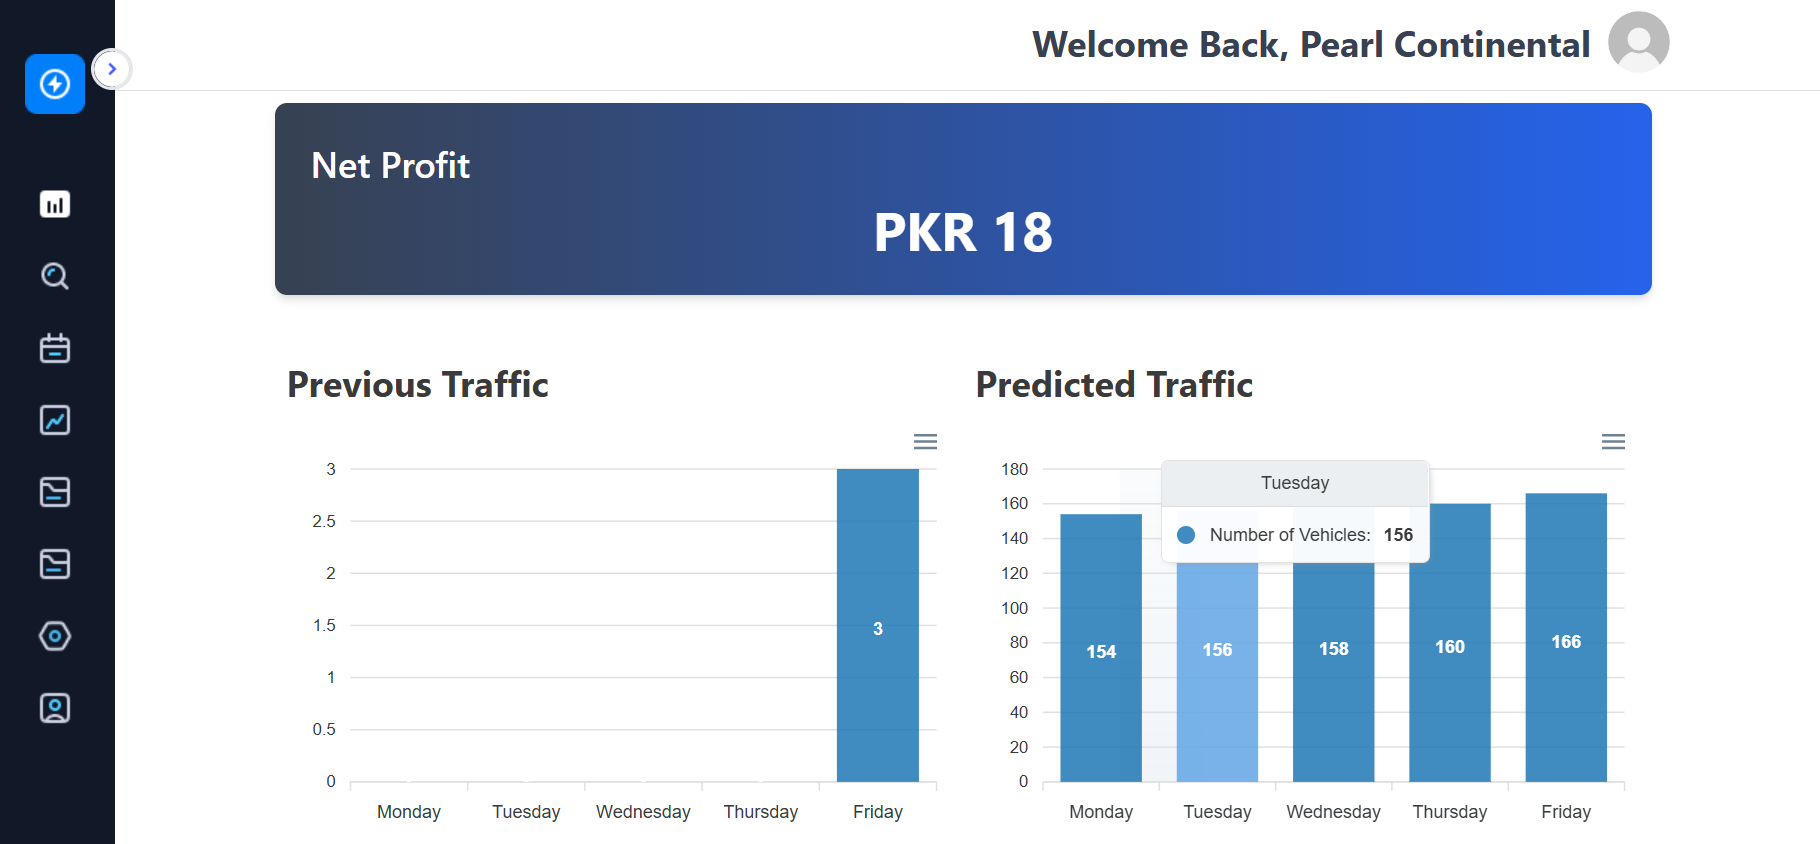 Welcome Back, Pearl Continental
Net Profit
PKR 18
Previous Traffic
3
2.5
2
1.5
1
0.5
0
3
Monday Tuesday Wednesday Thursday Friday
Predicted Traffic
180
160
140
120
100
80
60
40
20
0
Tuesday
Number of Vehicles: 156
154 156 158 160 166
Monday Tuesday Wednesday Thursday Friday